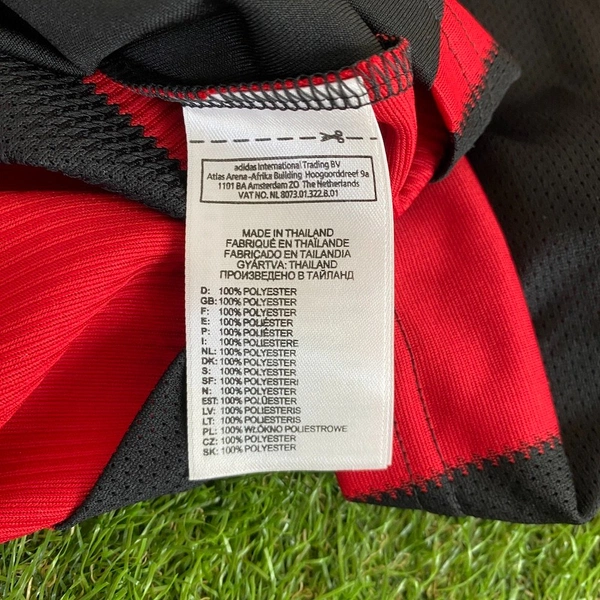 adidas International Trading BV
Atlas Arena-Afrika Building Hoogoorddreef 9a
1101 BA Amsterdam ZO The Netherlands
VAT NO. NL 8073.01.322.B.01
MADE IN THAILAND
FABRIQUÉ EN THAÏLANDE
FABRICADO EN TAILANDIA
GYÁRTVA: THAILAND
ПРОИЗВЕДЕНО В ТАЙЛАНД
D: 100% POLYESTER
GB: 100% POLYESTER
F: 100% POLYESTER
E: 100% POLIÉSTER
P: 100% POLIÉSTER
I: 100% POLIESTERE
NL: 100% POLYESTER
DK: 100% POLYESTER
S: 100% POLYESTER
SF: 100% POLYESTERI
N: 100% POLYESTER
EST: 100% POLÜESTER
LV: 100% POLIESTERIS
LT: 100% POLIESTERIS
PL: 100% WŁÓKNO POLIESTROWE
CZ: 100% POLYESTER
SK: 100% POLYESTER